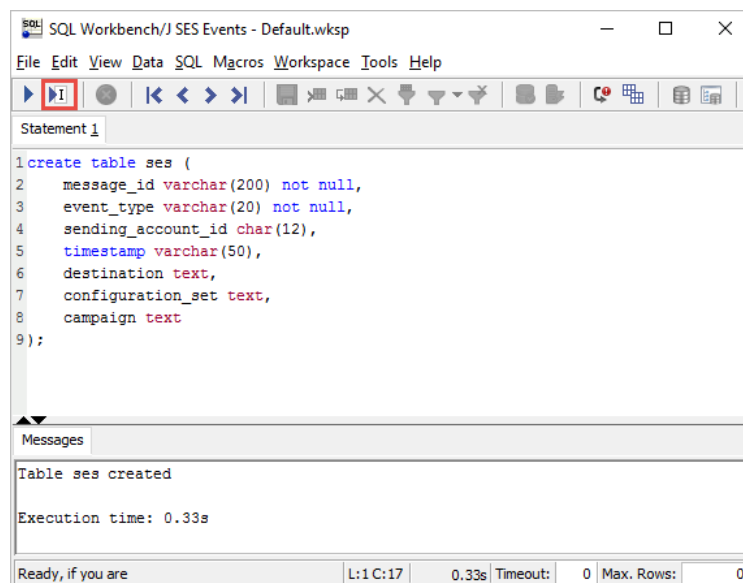 SQL Workbench/J SES Events - Default.wksp
File Edit View Data SQL Macros Workspace Tools Help
Statement 1
1 create table ses (
2 message_id varchar(200) not null,
3 event_type varchar(20) not null,
4 sending_account_id char(12),
5 timestamp varchar(50),
6 destination text,
7 configuration_set text,
8 campaign text
9 );
Messages
Table ses created
Execution time: 0.33s
Ready, if you are L:1 C:17 0.33s Timeout: 0 Max. Rows: 0